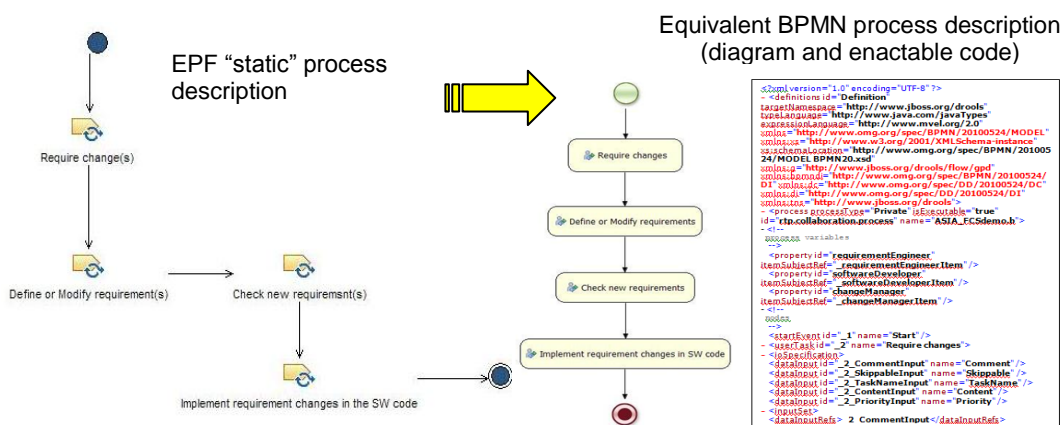 Equivalent BPMN process description
(diagram and enactable code)
EPF “static” process
description
Require change(s)
Define or Modify requirement(s)
Check new requiremsnt(s)
Implement requirement changes in the SW code
Require changes
Define or Modify requirements
Check new requirements
Implement requirement changes in SW code
<?xml version="1.0" encoding="UTF-8" ?>
- <definitions id="Definition"
targetNamespace="http://www.jboss.org/drools"
typeLanguage="http://www.java.com/javaTypes"
expressionLanguage="http://www.mvel.org/2.0"
xmlns="http://www.omg.org/spec/BPMN/20100524/MODEL"
xmlns:xs="http://www.w3.org/2001/XMLSchema-instance"
xs:schemaLocation="http://www.omg.org/spec/BPMN/201005
24/MODEL BPMN20.xsd"
xmlns:g="http://www.jboss.org/drools/flow/gpd"
xmlns:bpmndi="http://www.omg.org/spec/BPMN/20100524/
DI" xmlns:dc="http://www.omg.org/spec/DD/20100524/DC"
xmlns:di="http://www.omg.org/spec/DD/20100524/DI"
xmlns:tns="http://www.jboss.org/drools">
- <process processType="Private" isExecutable="true"
id="rtp.collaboration.process" name="ASIA_FCSdemo.b">
- <!--
process variables
-->
<property id="requirementEngineer"
itemSubjectRef="_requirementEngineerItem"/>
<property id="softwareDeveloper"
itemSubjectRef="_softwareDeveloperItem"/>
<property id="changeManager"
itemSubjectRef="_changeManagerItem"/>
- <!--
nodes
-->
<startEvent id="_1" name="Start"/>
- <userTask id="_2" name="Require changes">
- <ioSpecification>
<dataInput id="_2_CommentInput" name="Comment"/>
<dataInput id="_2_SkippableInput" name="Skippable"/>
<dataInput id="_2_TaskNameInput" name="TaskName"/>
<dataInput id="_2_ContentInput" name="Content"/>
<dataInput id="_2_PriorityInput" name="Priority"/>
- <inputSet>
<dataInputRefs>_2_CommentInput</dataInputRefs>